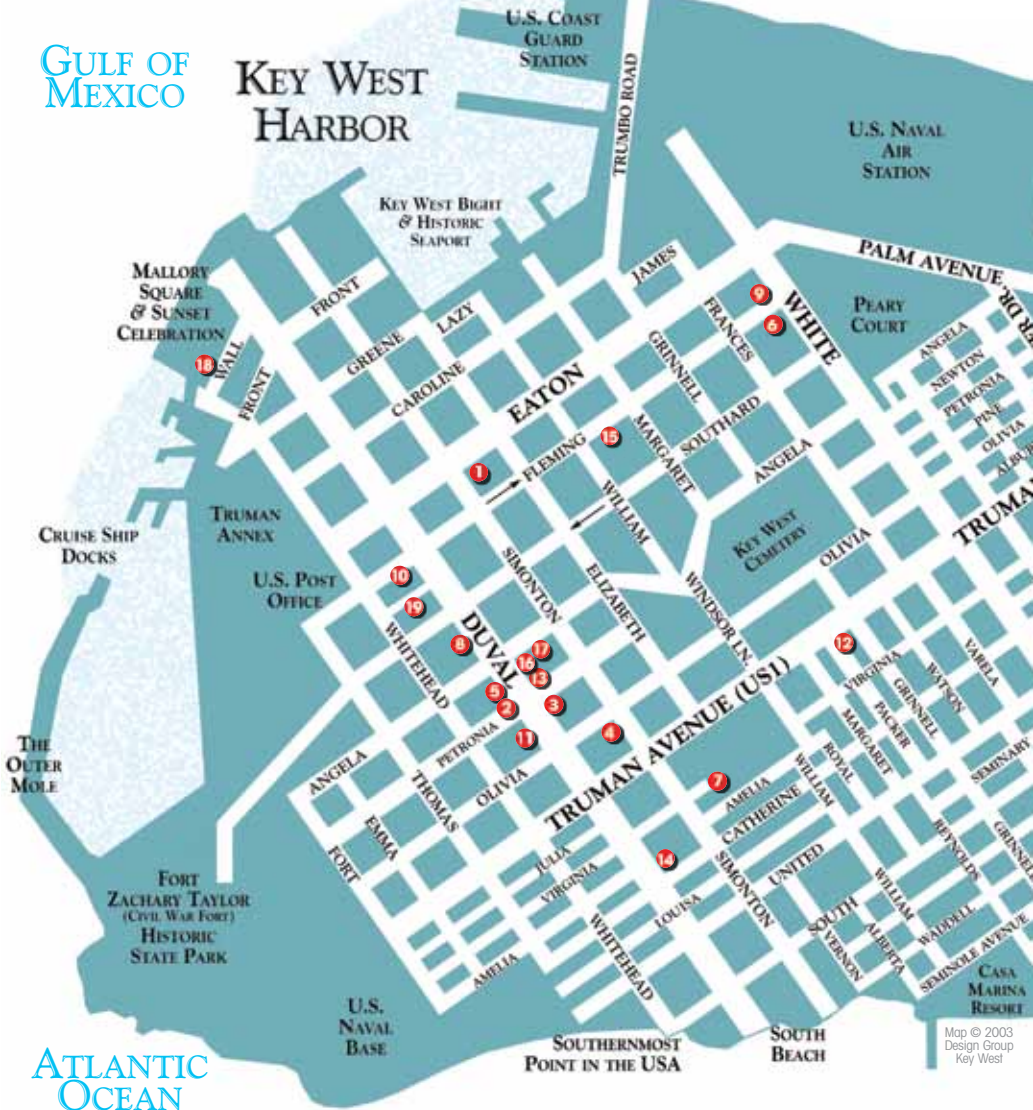 GULF OF
MEXICO
KEY WEST
HARBOR
U.S. COAST
GUARD
STATION
TRUMBO ROAD
U.S. NAVAL
AIR
STATION
KEY WEST BIGHT
& HISTORIC
SEAPORT
MALLORY
SQUARE
& SUNSET
CELEBRATION
JAMES
PALM AVENUE
PEARY
COURT
FRONT
LAZY
GREENE
WALL
FRONT
CAROLINE
EATON
GRINNELL
FRANCES
WHITE
9
6
18
ANGELA
NEWTON
PETRONIA
PINE
OLIVIA
FLEMING
15
1
MARGARET
SOUTHARD
ANGELA
WILLIAM
TRUMAN
ANNEX
CRUISE SHIP
DOCKS
KEY WEST
CEMETERY
OLIVIA
U.S. POST
OFFICE
10
19
SIMONTON
ELIZABETH
WINDSOR LN.
WHITEHEAD
DUVAL
8
17
16
13
5
2
3
11
4
12
VIRGINIA
GRINNELL
WATSON
VARELA
PACKER
MARGARET
ROYAL
WILLIAM
PETRONIA
OLIVIA
TRUMAN AVENUE (US1)
THE
OUTER
MOLE
ANGELA
THOMAS
EMMA
FORT
7
AMELIA
CATHERINE
SEMINARY
14
JULIA
VIRGINIA
SIMONTON
UNITED
REYNOLDS
LOUISA
WHITEHEAD
SOUTH
VERNON
WILLIAM
ALBERTA
WADDELL
SEMINOLE AVENUE
AMELIA
FORT
ZACHARY TAYLOR
(CIVIL WAR FORT)
HISTORIC
STATE PARK
U.S.
NAVAL
BASE
CASA
MARINA
RESORT
SOUTHERNMOST
POINT IN THE USA
SOUTH
BEACH
ATLANTIC
OCEAN
Map © 2003
Design Group
Key West